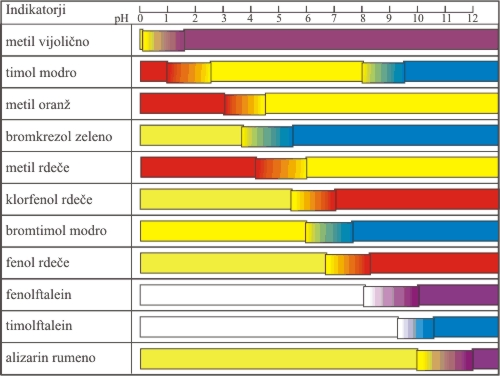 Indikatorji
pH 0 1 2 3 4 5 6 7 8 9 10 11 12
metil vijolično
timol modro
metil oranž
bromkrezol zeleno
metil rdeče
klorfenol rdeče
bromtimol modro
fenol rdeče
fenolftalein
timolftalein
alizarin rumeno